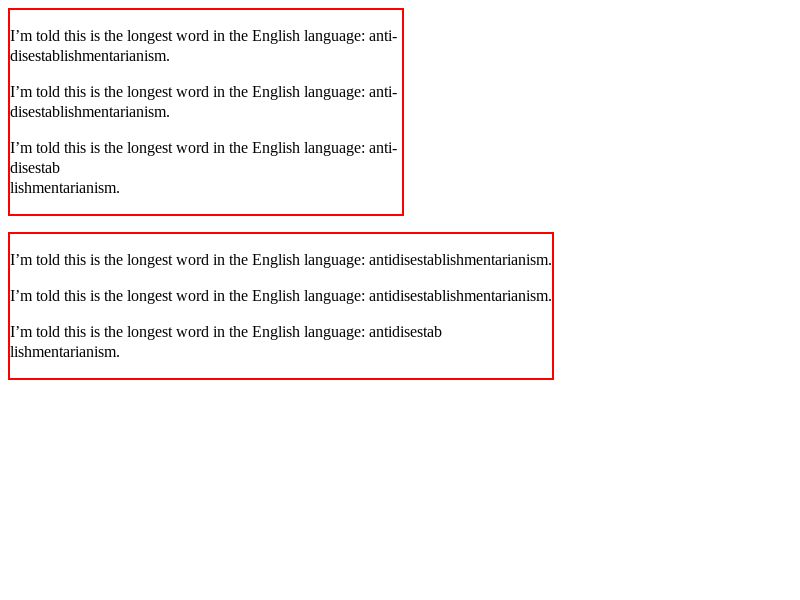 I’m told this is the longest word in the English language: anti-
disestablishmentarianism.
I’m told this is the longest word in the English language: anti-
disestablishmentarianism.
I’m told this is the longest word in the English language: anti-
disestab
lishmentarianism.
I’m told this is the longest word in the English language: antidisestablishmentarianism.
I’m told this is the longest word in the English language: antidisestablishmentarianism.
I’m told this is the longest word in the English language: antidisestab
lishmentarianism.